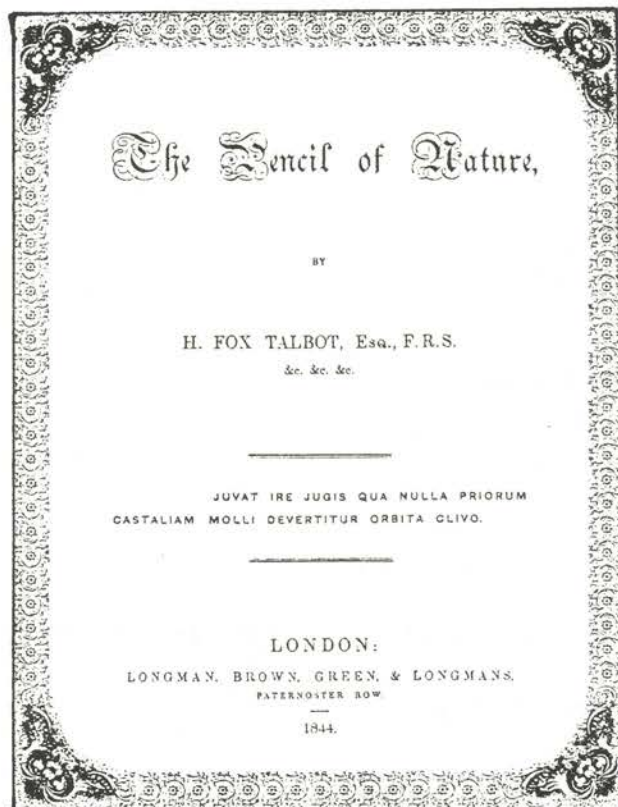 The Pencil of Nature,
BY
H. FOX TALBOT, Esq., F.R.S.
&c. &c. &c.
JUVAT IRE JUGIS QUA NULLA PRIORUM
CASTALIAM MOLLI DEVERTITUR ORBITA CLIVO.
LONDON:
LONGMAN, BROWN, GREEN, & LONGMANS,
PATERNOSTER ROW
1844.